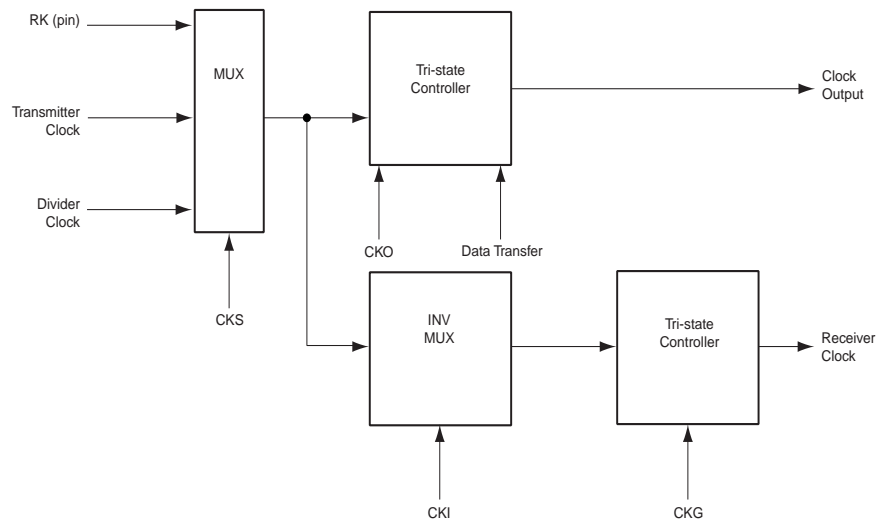 RK (pin)
MUX
Tri-state
Controller
Clock
Output
Transmitter
Clock
Divider
Clock
CKO
Data Transfer
CKS
INV
MUX
Tri-state
Controller
Receiver
Clock
CKI
CKG